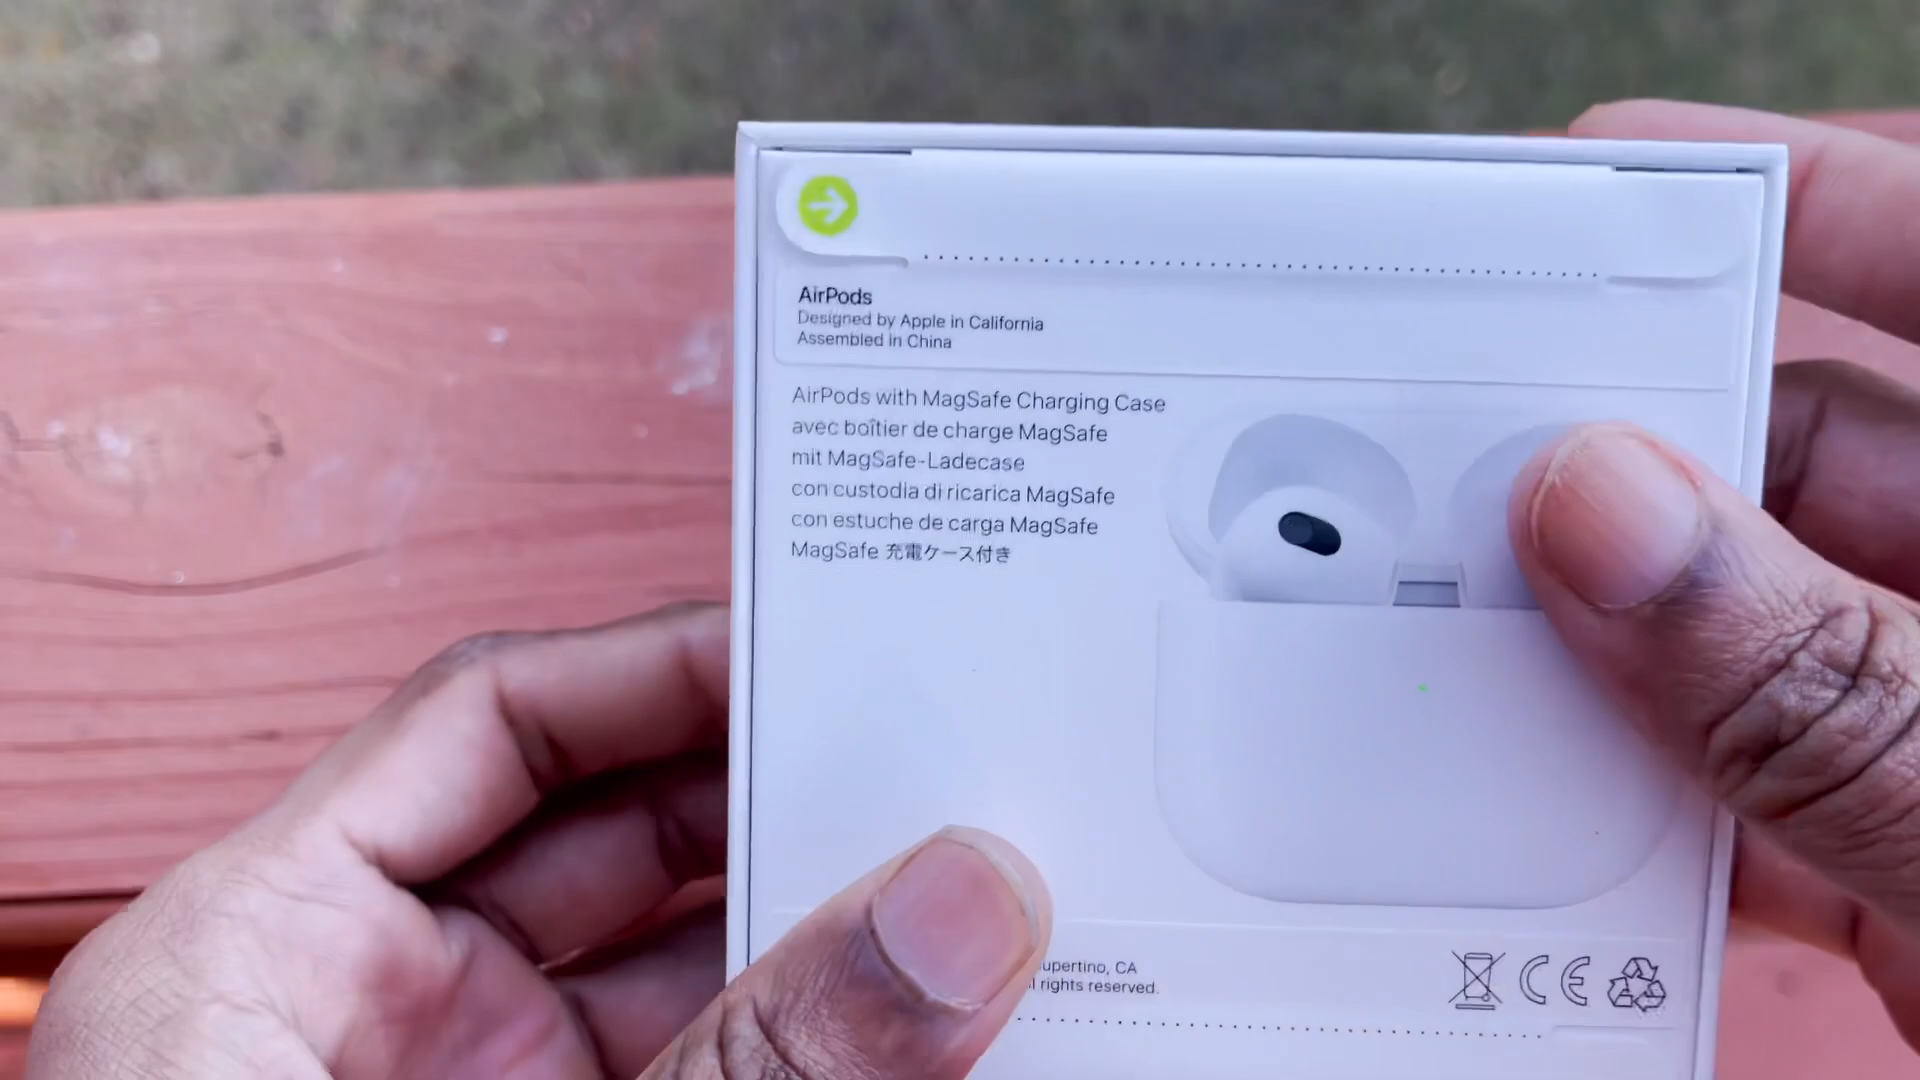 AirPods
Designed by Apple in California
Assembled in China
AirPods with MagSafe Charging Case
avec boîtier de charge MagSafe
mit MagSafe-Ladecase
con custodia di ricarica MagSafe
con estuche de carga MagSafe
MagSafe 充電ケース付き
CA
rights reserved.
CE